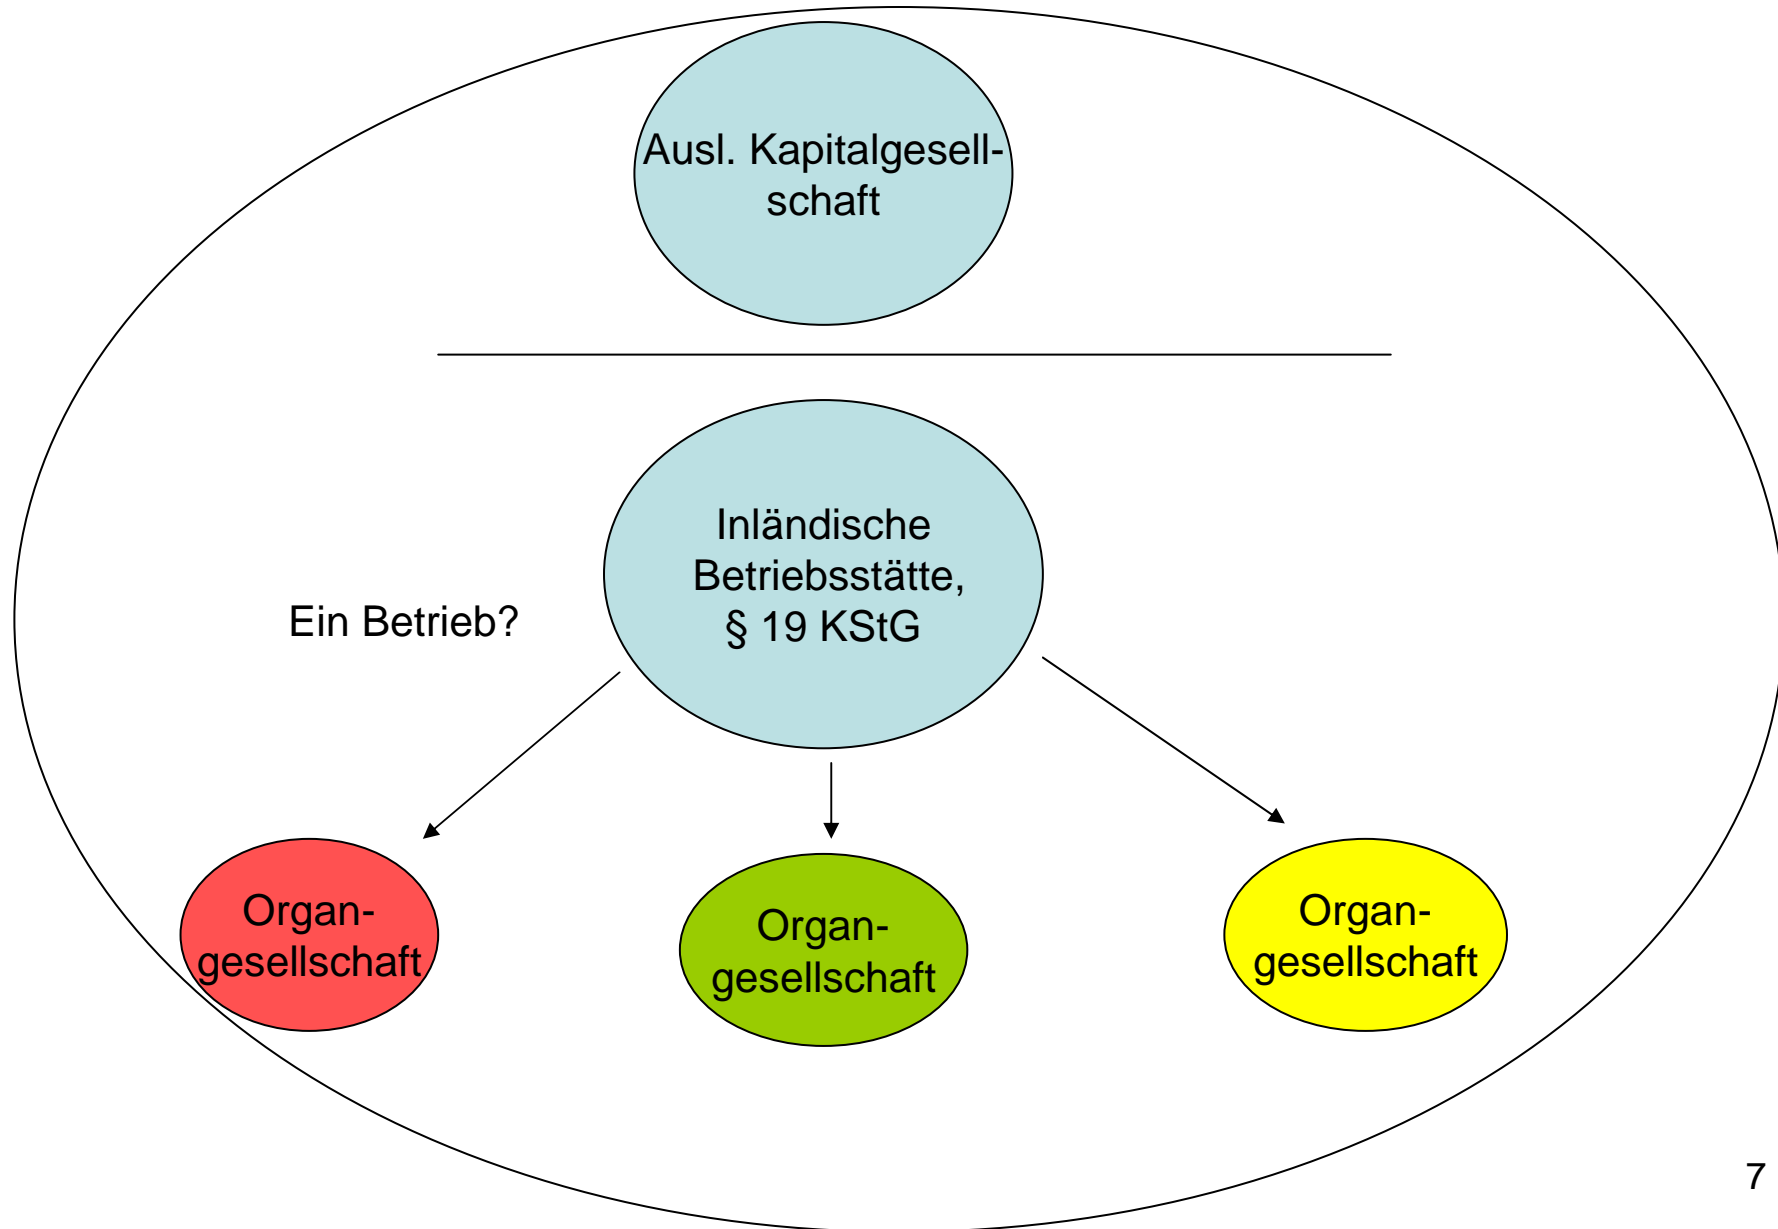 Ausl. Kapitalgesell-
schaft
Inländische
Betriebsstätte,
§ 19 KStG
Ein Betrieb?
Organ-
gesellschaft
Organ-
gesellschaft
Organ-
gesellschaft
7